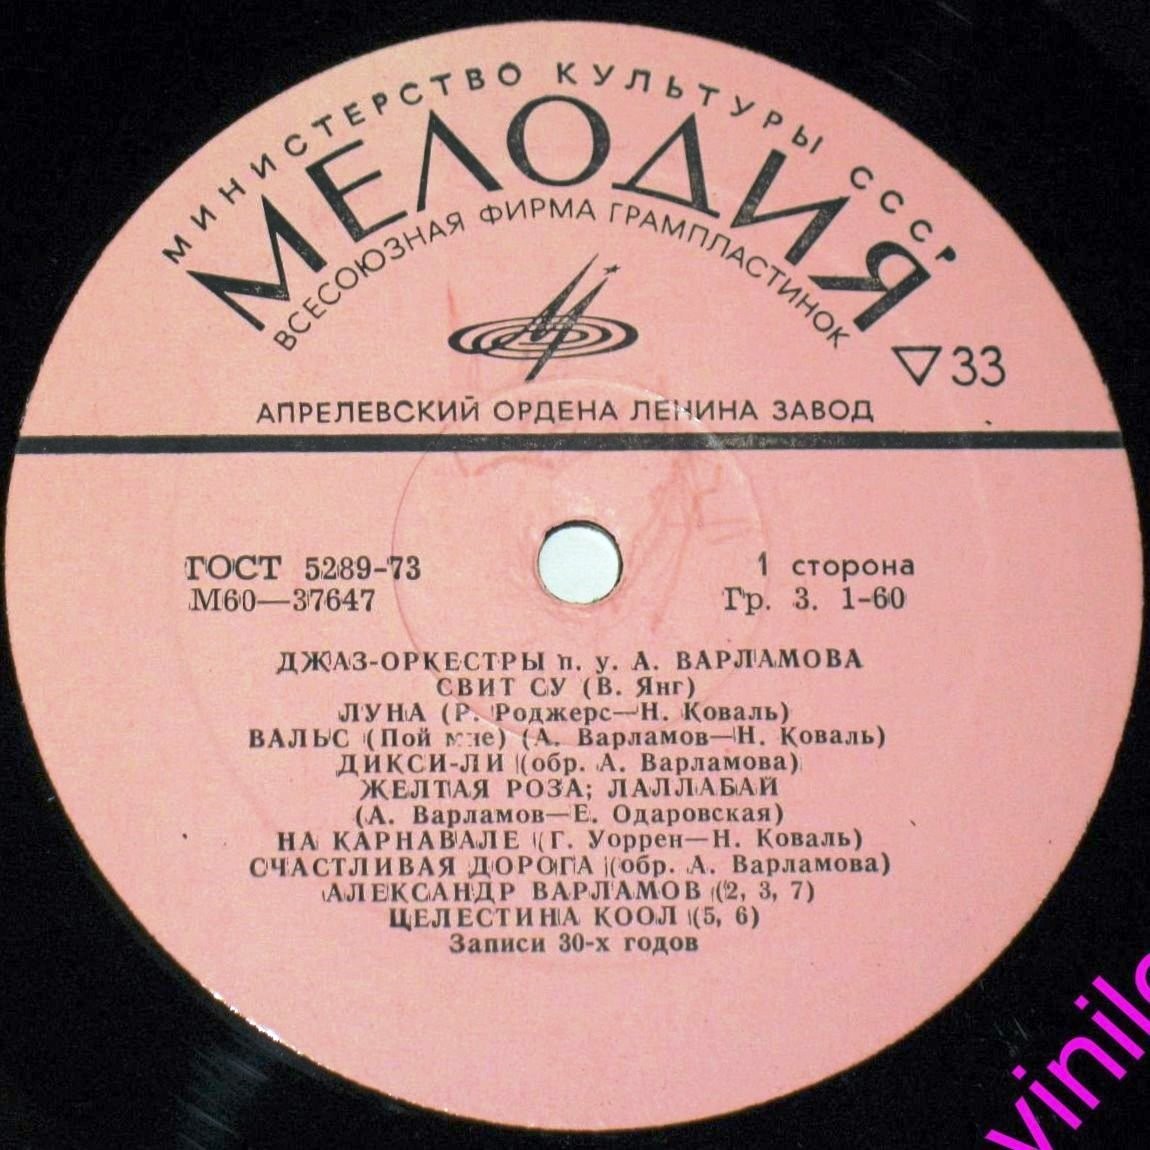 МИНИСТЕРСТВО КУЛЬТУРЫ СССР
МЕЛОДИЯ
ВСЕСОЮЗНАЯ ФИРМА ГРАМПЛАСТИНОК
▽33
АПРЕЛЕВСКИЙ ОРДЕНА ЛЕНИНА ЗАВОД
ГОСТ 5289-73
М60—37647
1 сторона
Гр. 3. 1-60
ДЖАЗ-ОРКЕСТРЫ п. у. А. ВАРЛАМОВА
СВИТ СУ (В. Янг)
ЛУНА (Р. Роджерс—Н. Коваль)
ВАЛЬС (Пой мне) (А. Варламов—Н. Коваль)
ДИКСИ-ЛИ (обр. А. Варламова)
ЖЕЛТАЯ РОЗА; ЛАЛЛАБАЙ
(А. Варламов—Е. Одаровская)
НА КАРНАВАЛЕ (Г. Уоррен—Н. Коваль)
СЧАСТЛИВАЯ ДОРОГА (обр. А. Варламова)
АЛЕКСАНДР ВАРЛАМОВ (2, 3, 7)
ЦЕЛЕСТИНА КООЛ (5, 6)
Записи 30-х годов